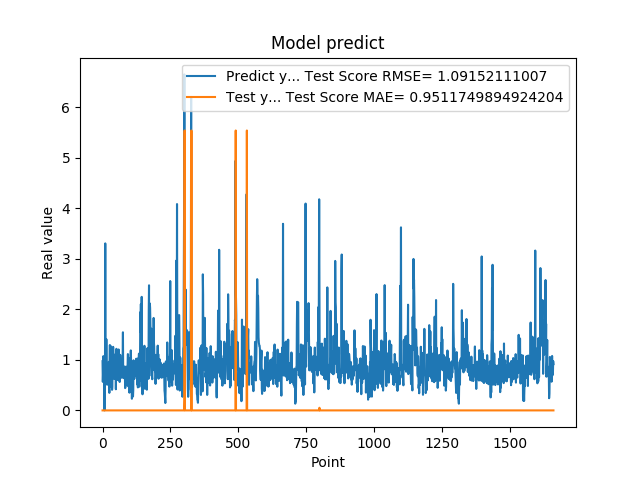 Model predict
Predict y... Test Score RMSE= 1.09152111007
Test y... Test Score MAE= 0.9511749894924204
Real value
6
5
4
3
2
1
0
0 250 500 750 1000 1250 1500
Point